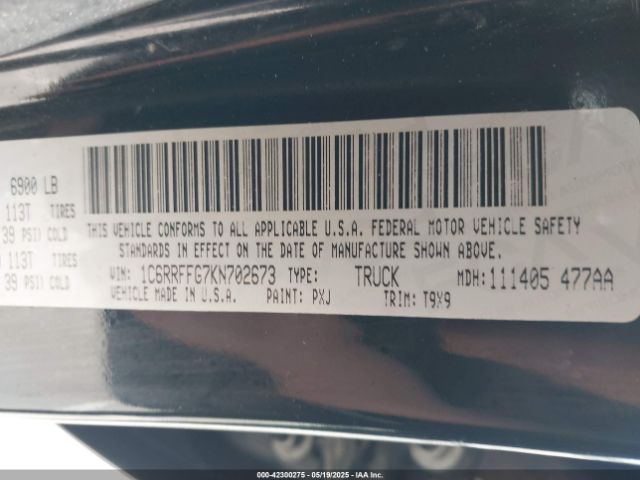 6900 LB
113T TIRES
39 PSI) COLD
113T
39 PSI) COLD
THIS VEHICLE CONFORMS TO ALL APPLICABLE U.S.A. FEDERAL MOTOR VEHICLE SAFETY
STANDARDS IN EFFECT ON THE DATE OF MANUFACTURE SHOWN ABOVE.
VIN: 1C6RRFFG7KN702673 TYPE: TRUCK MDH: 111405 477AA
VEHICLE MADE IN U.S.A. PAINT: PXJ TRIM: T9X9
000-42300275 - 05/19/2025 - IAA Inc.